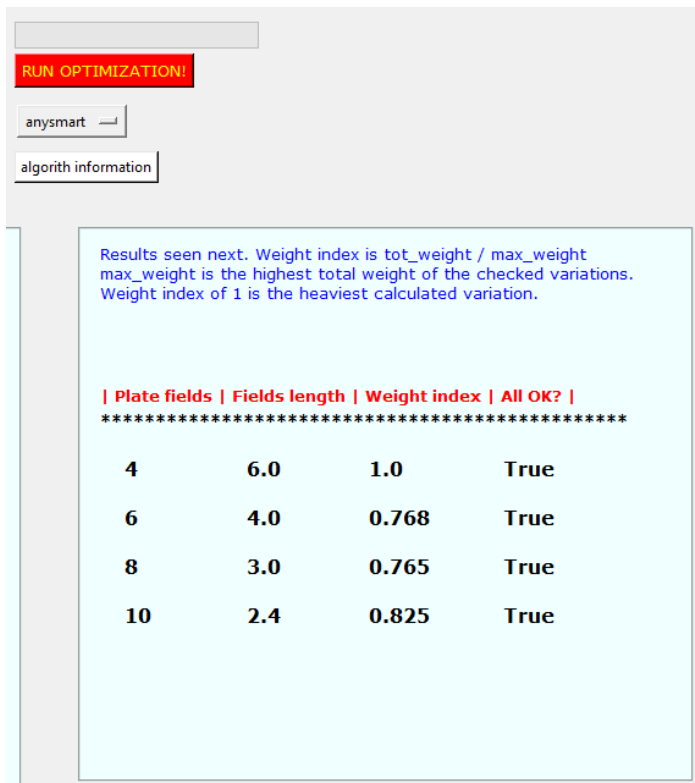 RUN OPTIMIZATION!
anysmart
algorith information
Results seen next. Weight index is tot_weight / max_weight
max_weight is the highest total weight of the checked variations.
Weight index of 1 is the heaviest calculated variation.
| Plate fields | Fields length | Weight index | All OK? |
************************************************
4 6.0 1.0 True
6 4.0 0.768 True
8 3.0 0.765 True
10 2.4 0.825 True